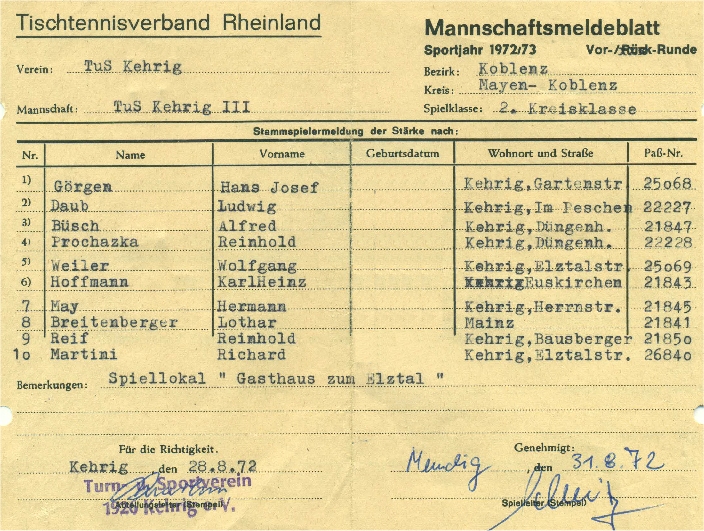 Tischtennisverband Rheinland
Mannschaftsmeldeblatt
Sportjahr 1972/73 Vor-/Rück-Runde
Verein: TuS Kehrig
Bezirk: Koblenz
Kreis: Mayen- Koblenz
Mannschaft: TuS Kehrig III
Spielklasse: 2. Kreisklasse
Stammspielermeldung der Stärke nach:
Nr. Name Vorname Geburtsdatum Wohnort und Straße Paß-Nr.
1) Görgen Hans Josef Kehrig,Gartenstr. 25o68
2) Daub Ludwig Kehrig,Im Peschen 22227
3) Büsch Alfred Kehrig,Düngenh. 21847
4) Prochazka Reinhold Kehrig,Düngenh. 22228
5) Weiler Wolfgang Kehrig,Elztalstr. 25o69
6) Hoffmann KarlHeinz Kehrig Euskirchen 21843
7 May Hermann Kehrig,Herrnstr. 21845
8 Breitenberger Lothar Mainz 21841
9 Reif Reinhold Kehrig,Bausberger 2185o
1o Martini Richard Kehrig,Elztalstr. 2684o
Bemerkungen: Spiellokal " Gasthaus zum Elztal "
Für die Richtigkeit.
Genehmigt:
Kehrig , den 28.8.72
Mendig , den 31.8.72
Turn- Sportverein
Abteilungsleiter (Stempel)
1920 Kehrig e.V.
Spielleiter (Stempel)